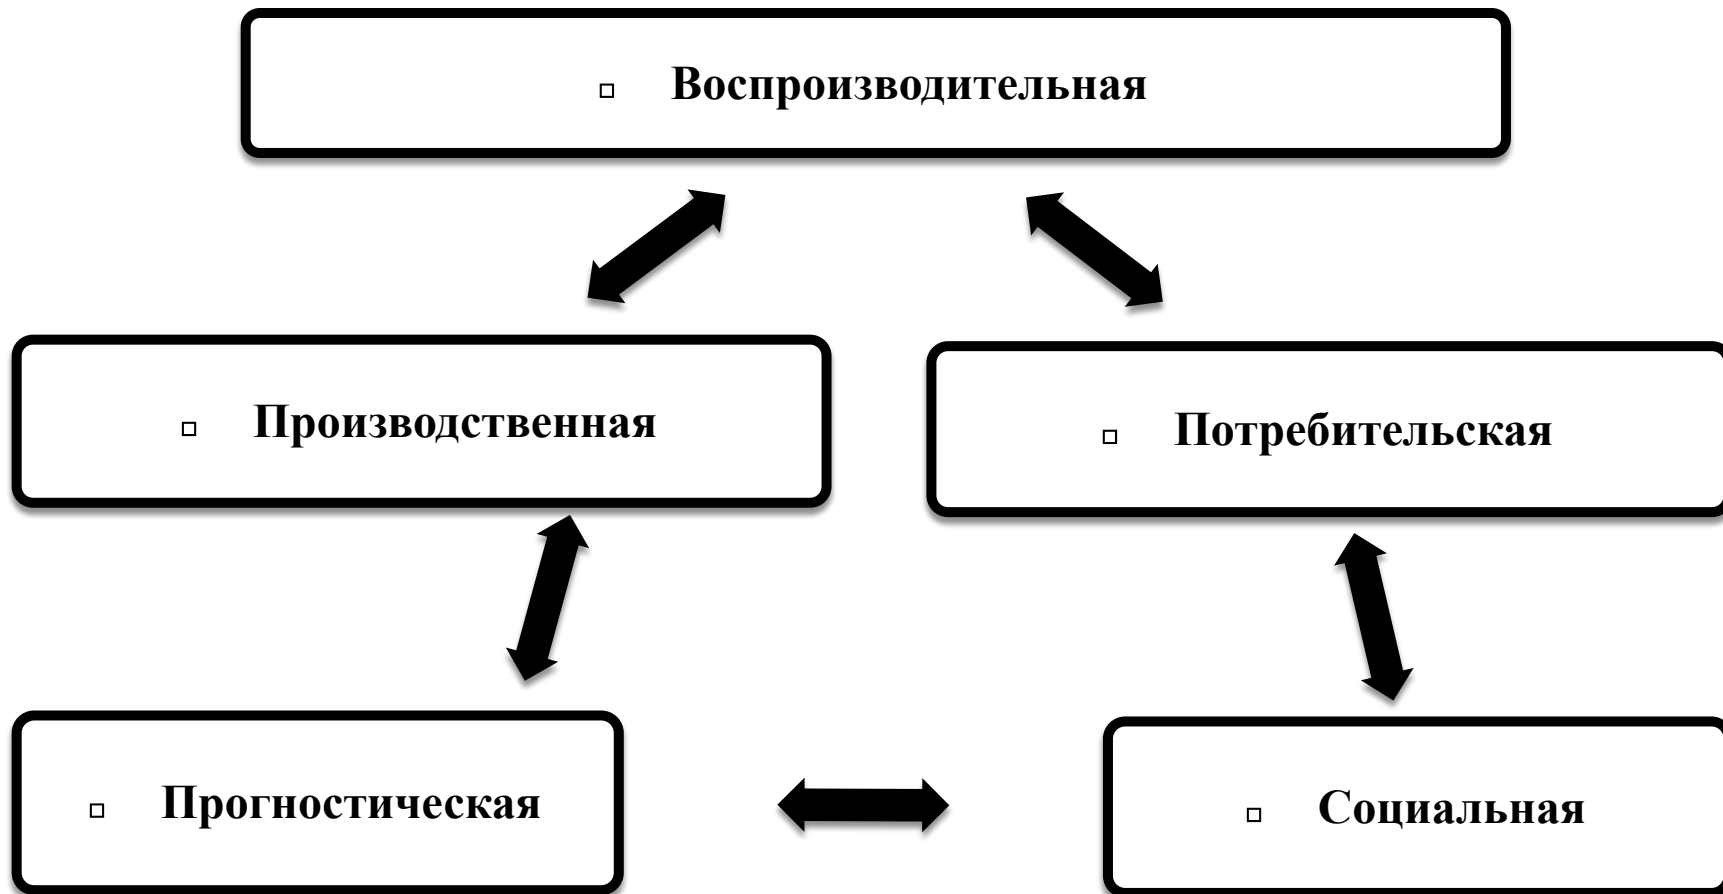 Воспроизводительная
Производственная
Потребительская
Прогностическая
Социальная